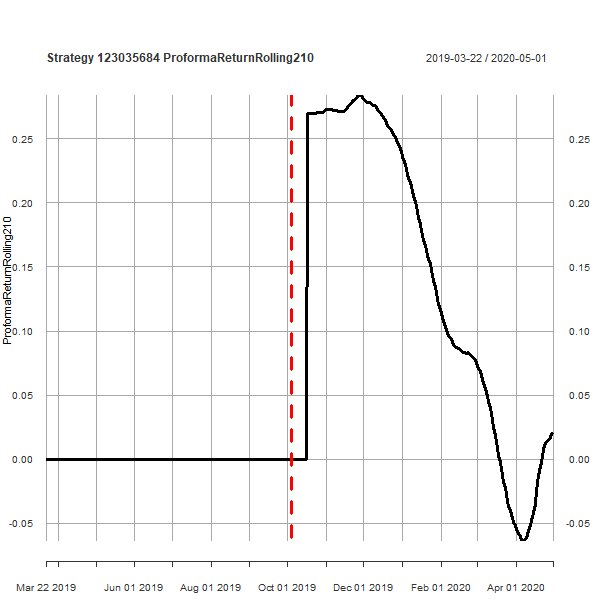 Strategy 123035684 ProformaReturnRolling210
2019-03-22 / 2020-05-01
ProformaReturnRolling210
0.25 0.25
0.20 0.20
0.15 0.15
0.10 0.10
0.05 0.05
0.00 0.00
-0.05 -0.05
Mar 22 2019 Jun 01 2019 Aug 01 2019 Oct 01 2019 Dec 01 2019 Feb 01 2020 Apr 01 2020